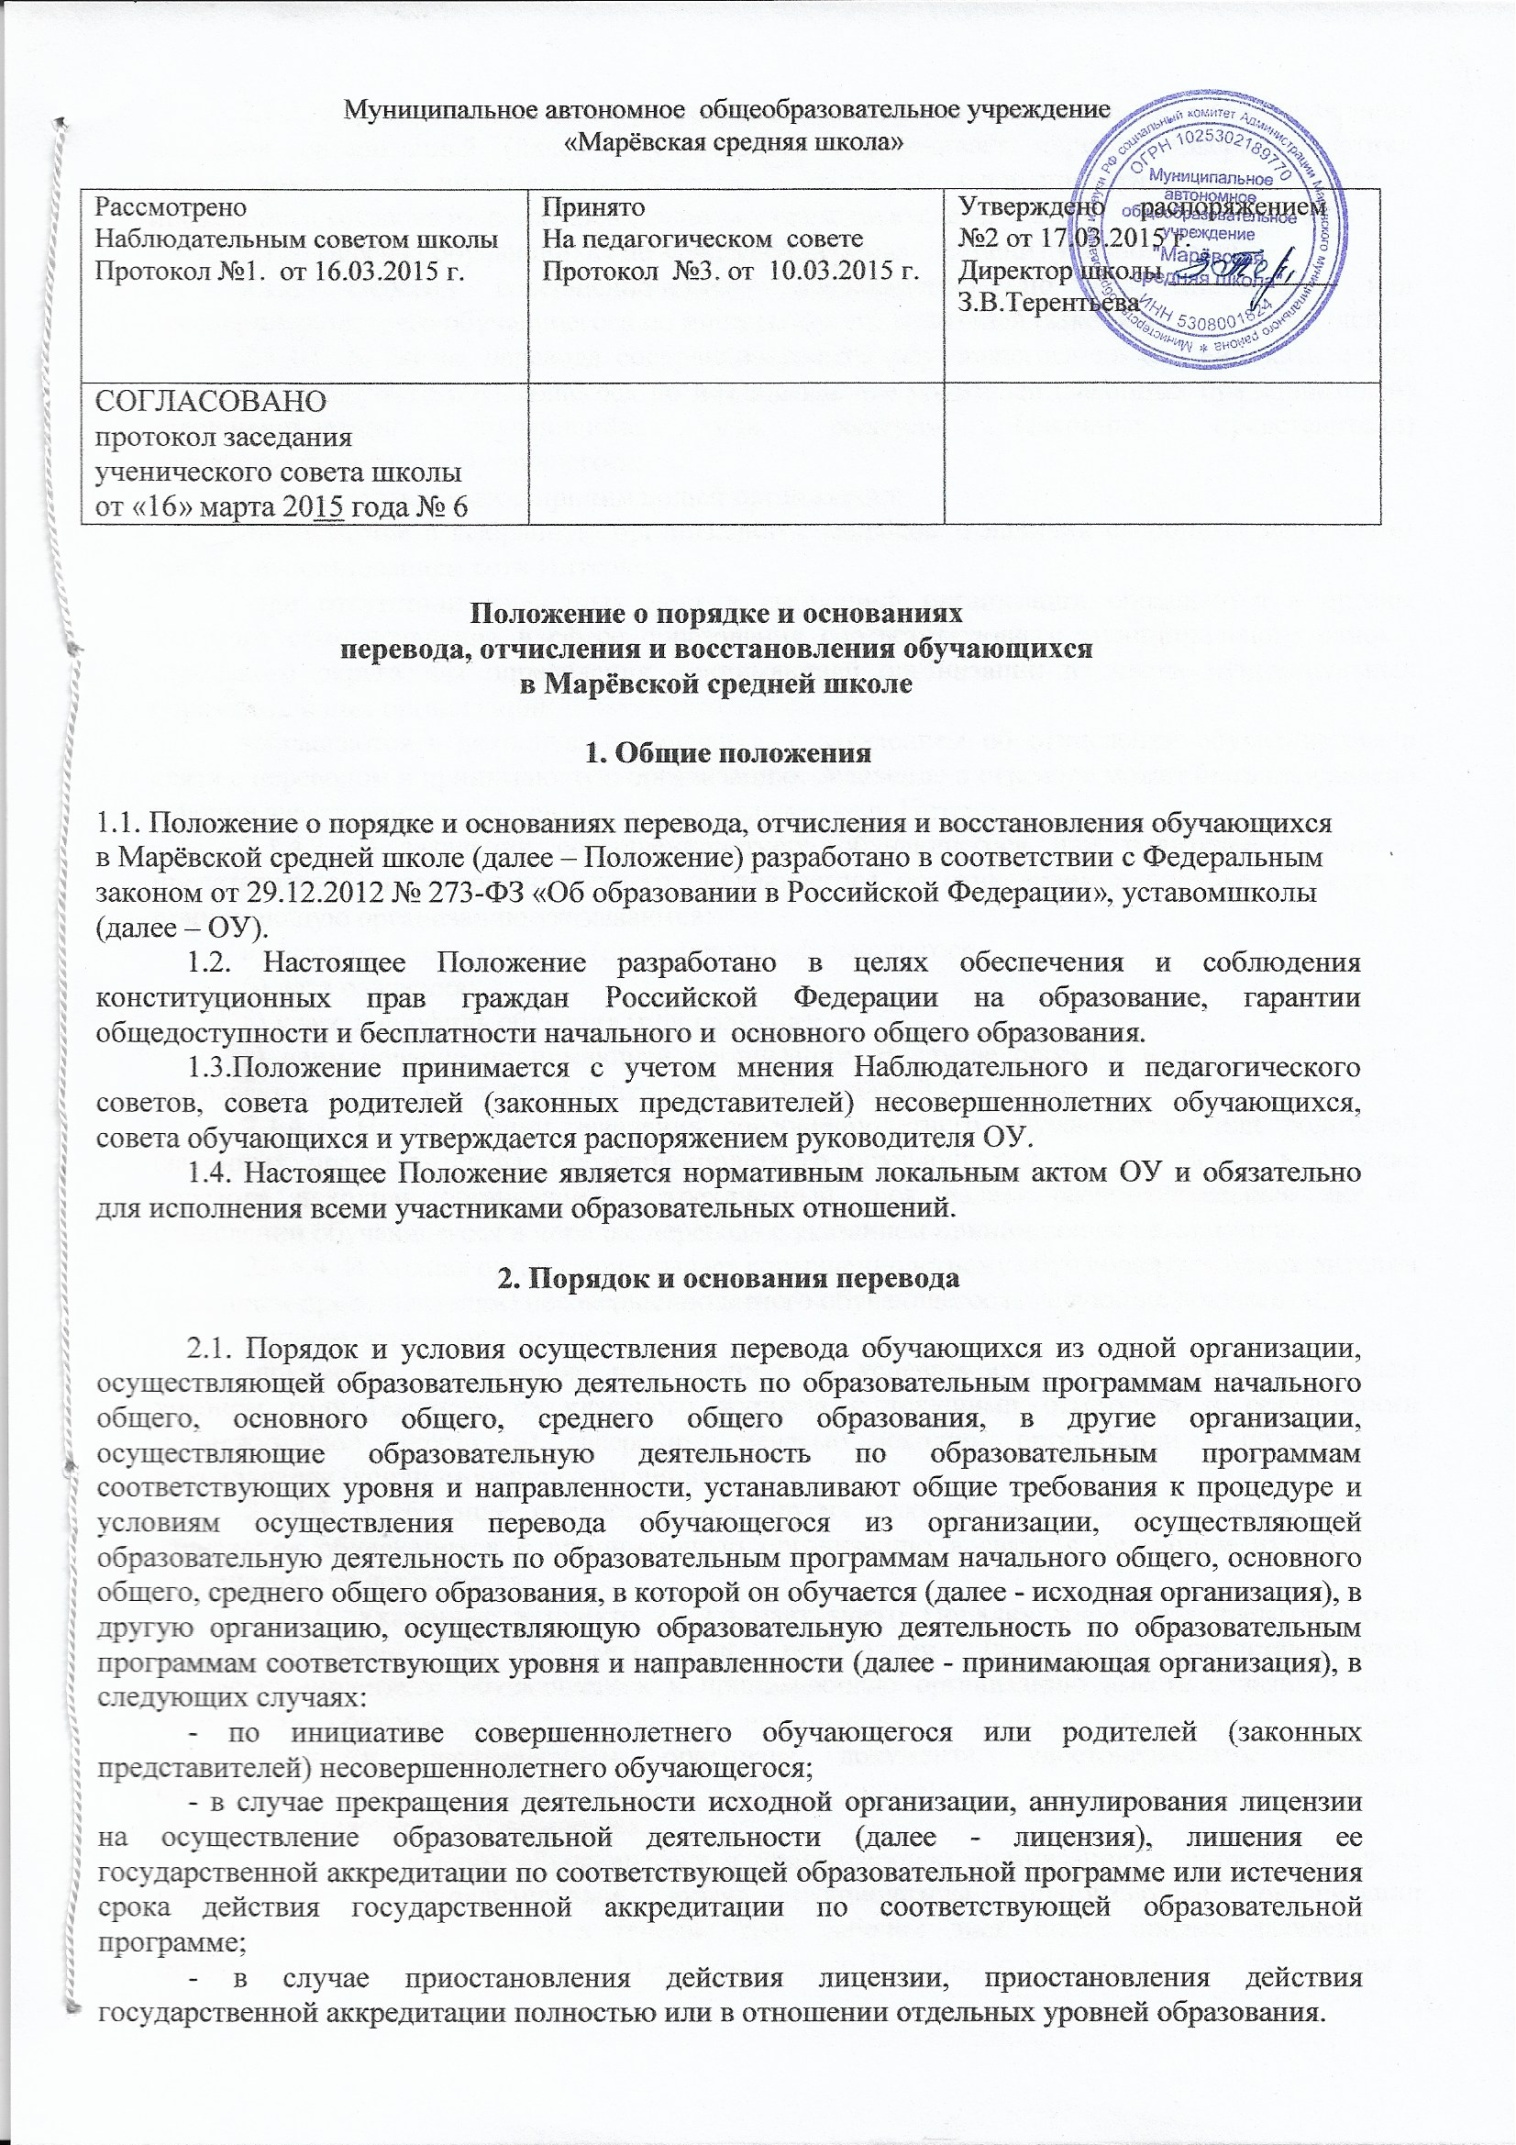 Муниципальное автономное общеобразовательное учреждение
«Марёвская средняя школа»
Рассмотрено
Наблюдательным советом школы
Протокол №1. от 16.03.2015 г.
Принято
На педагогическом совете
Протокол №3. от 10.03.2015 г.
Утверждено распоряжением
№2 от 17.03.2015 г.
Директор школы
З.В.Терентьева
ОГРН 1025302189770
Муниципальное
автономное
общеобразовательное
учреждение
"Марёвская
средняя школа"
ИНН 5308001824
СОГЛАСОВАНО
протокол заседания
ученического совета школы
от «16» марта 2015 года № 6
Положение о порядке и основаниях
перевода, отчисления и восстановления обучающихся
в Марёвской средней школе
1. Общие положения
1.1. Положение о порядке и основаниях перевода, отчисления и восстановления обучающихся
в Марёвской средней школе (далее – Положение) разработано в соответствии с Федеральным
законом от 29.12.2012 № 273-ФЗ «Об образовании в Российской Федерации», уставомшколы
(далее – ОУ).
1.2. Настоящее Положение разработано в целях обеспечения и соблюдения
конституционных прав граждан Российской Федерации на образование, гарантии
общедоступности и бесплатности начального и основного общего образования.
1.3.Положение принимается с учетом мнения Наблюдательного и педагогического
советов, совета родителей (законных представителей) несовершеннолетних обучающихся,
совета обучающихся и утверждается распоряжением руководителя ОУ.
1.4. Настоящее Положение является нормативным локальным актом ОУ и обязательно
для исполнения всеми участниками образовательных отношений.
2. Порядок и основания перевода
2.1. Порядок и условия осуществления перевода обучающихся из одной организации,
осуществляющей образовательную деятельность по образовательным программам начального
общего, основного общего, среднего общего образования, в другие организации,
осуществляющие образовательную деятельность по образовательным программам
соответствующих уровня и направленности, устанавливают общие требования к процедуре и
условиям осуществления перевода обучающегося из организации, осуществляющей
образовательную деятельность по образовательным программам начального общего, основного
общего, среднего общего образования, в которой он обучается (далее - исходная организация), в
другую организацию, осуществляющую образовательную деятельность по образовательным
программам соответствующих уровня и направленности (далее - принимающая организация), в
следующих случаях:
- по инициативе совершеннолетнего обучающегося или родителей (законных
представителей) несовершеннолетнего обучающегося;
- в случае прекращения деятельности исходной организации, аннулирования лицензии
на осуществление образовательной деятельности (далее - лицензия), лишения ее
государственной аккредитации по соответствующей образовательной программе или истечения
срока действия государственной аккредитации по соответствующей образовательной
программе;
- в случае приостановления действия лицензии, приостановления действия
государственной аккредитации полностью или в отношении отдельных уровней образования.